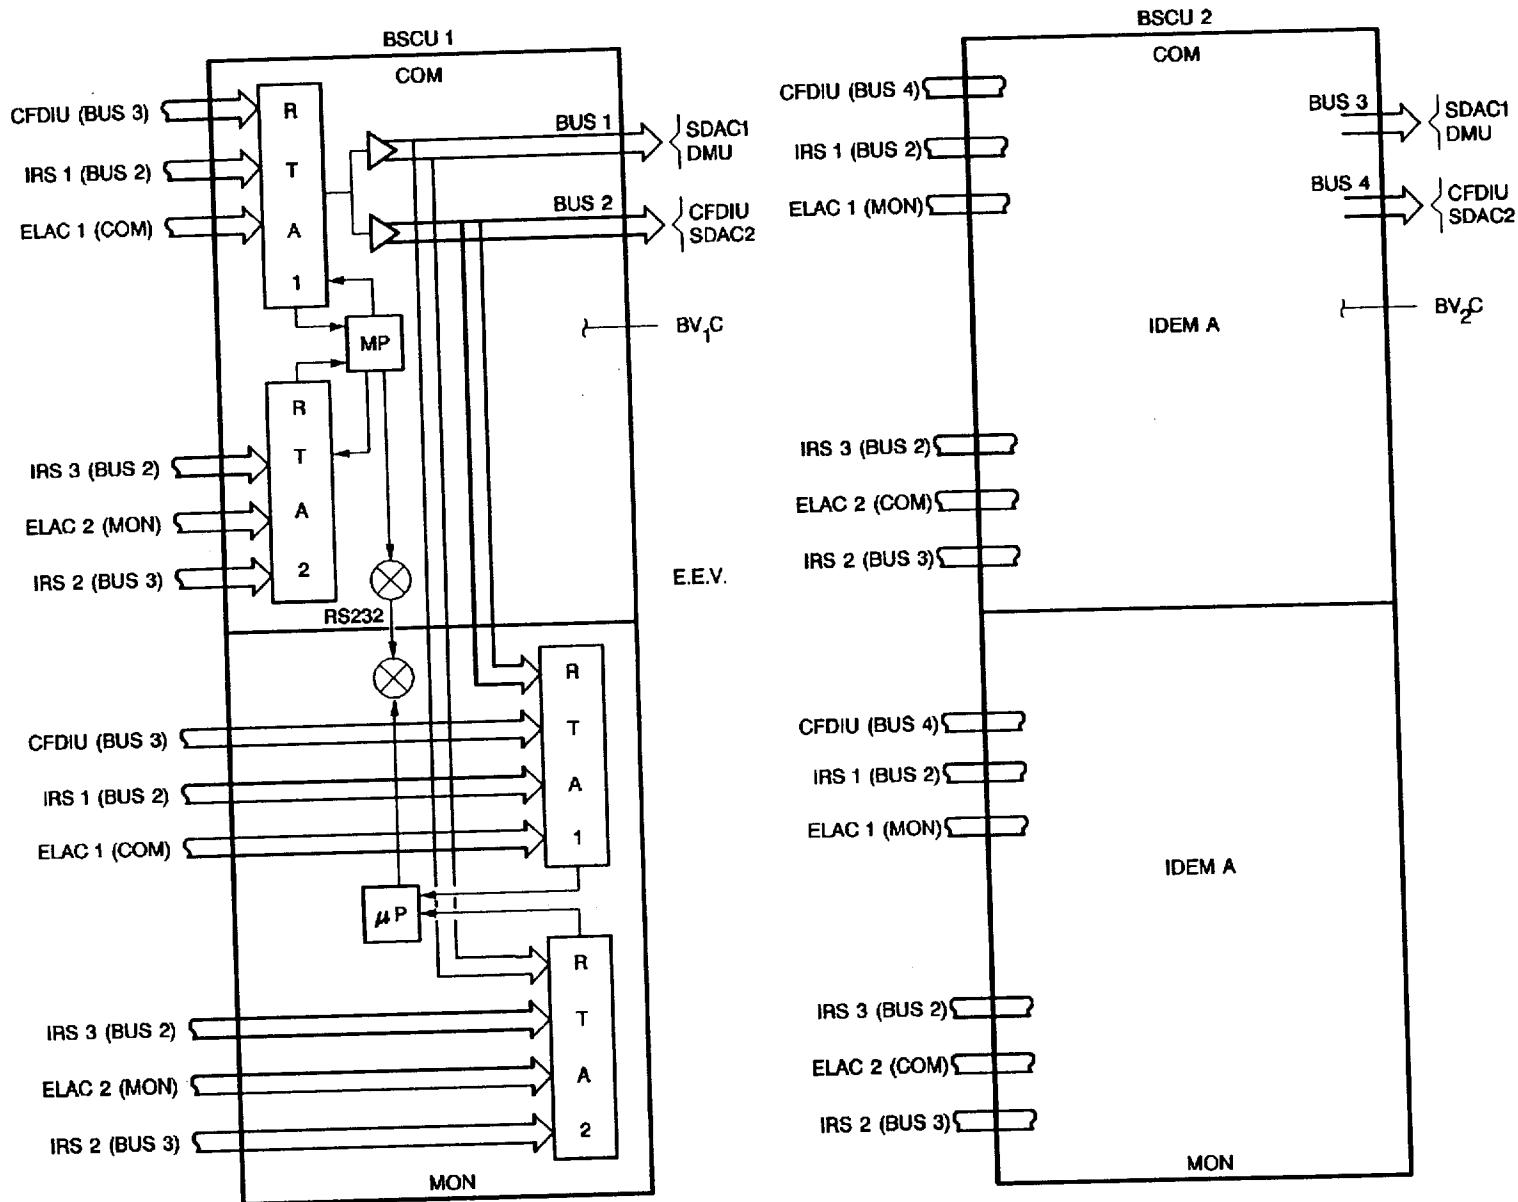 BSCU 1
COM
CFDIU (BUS 3)
IRS 1 (BUS 2)
ELAC 1 (COM)
R
T
A
1
BUS 1
SDAC1
DMU
BUS 2
CFDIU
SDAC2
MP
BV1C
IRS 3 (BUS 2)
ELAC 2 (MON)
IRS 2 (BUS 3)
R
T
A
2
RS232
E.E.V.
CFDIU (BUS 3)
IRS 1 (BUS 2)
ELAC 1 (COM)
R
T
A
1
μP
IRS 3 (BUS 2)
ELAC 2 (MON)
IRS 2 (BUS 3)
R
T
A
2
MON
BSCU 2
COM
CFDIU (BUS 4)
IRS 1 (BUS 2)
ELAC 1 (MON)
BUS 3
SDAC1
DMU
BUS 4
CFDIU
SDAC2
IDEM A
BV2C
IRS 3 (BUS 2)
ELAC 2 (COM)
IRS 2 (BUS 3)
CFDIU (BUS 4)
IRS 1 (BUS 2)
ELAC 1 (MON)
IDEM A
IRS 3 (BUS 2)
ELAC 2 (COM)
IRS 2 (BUS 3)
MON